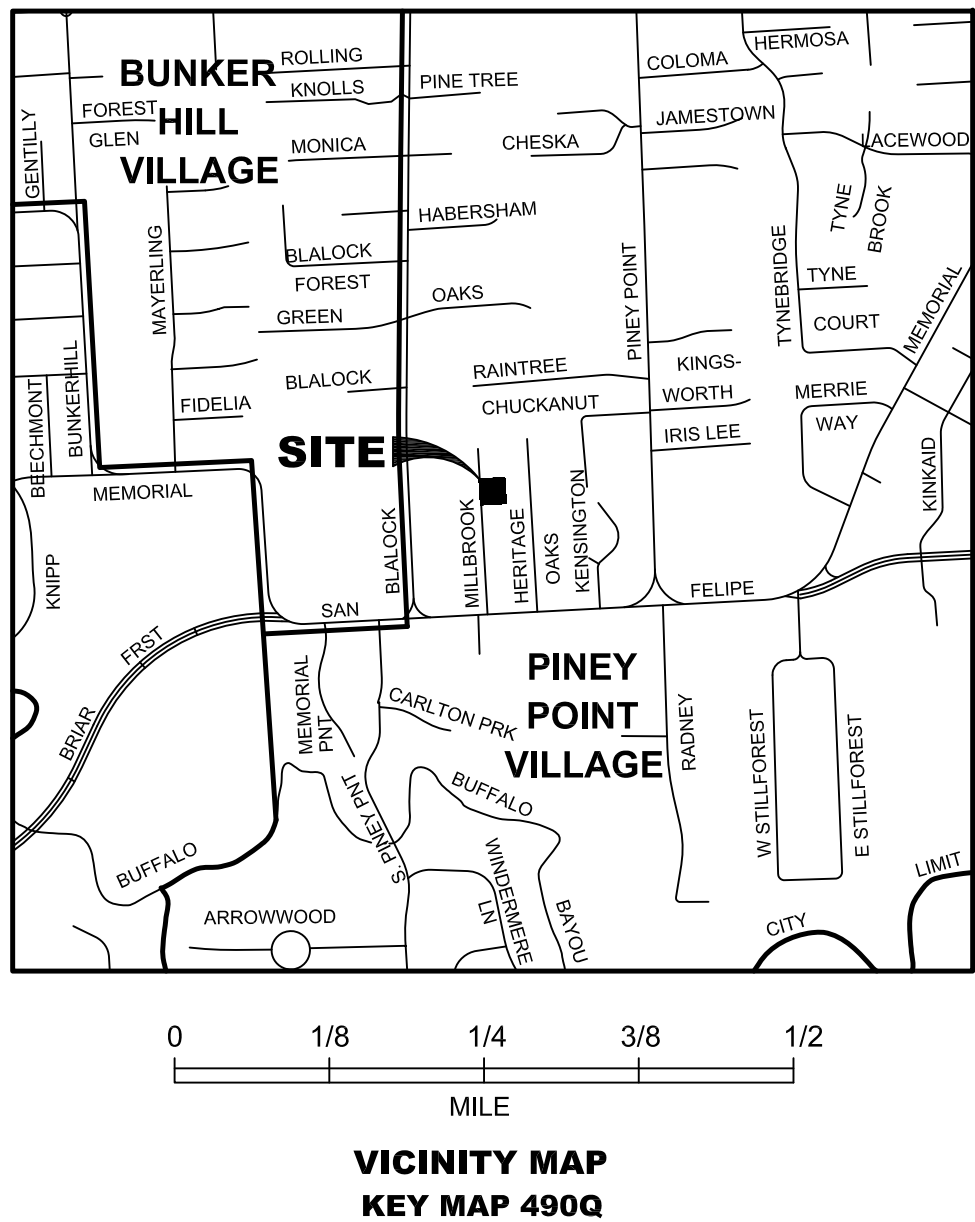 HERMOSA
ROLLING
COLOMA
BUNKER
HILL
VILLAGE
KNOLLS
PINE TREE
FOREST
GLEN
JAMESTOWN
CHESKA
LACEWOOD
MONICA
GENTILLY
TYNE
BROOK
HABERSHAM
MAYERLING
BLALOCK
FOREST
PINEY POINT
TYNEBRIDGE
TYNE
COURT
MEMORIAL
OAKS
GREEN
RAINTREE
KINGS-
WORTH
BLALOCK
CHUCKANUT
MERRIE
WAY
BEECHMONT
BUNKERHILL
FIDELIA
IRIS LEE
SITE
KINKAID
MEMORIAL
KNIPP
BLALOCK
MILLBROOK
HERITAGE
OAKS
KENSINGTON
SAN
FELIPE
FRST
BRIAR
MEMORIAL
PNT
CARLTON PRK
PINEY
POINT
VILLAGE
RADNEY
W STILLFOREST
E STILLFOREST
S. PINEY PNT
BUFFALO
BUFFALO
WINDERMERE
LN
BAYOU
ARROWWOOD
CITY
LIMIT
0 1/8 1/4 3/8 1/2
MILE
VICINITY MAP
KEY MAP 490Q